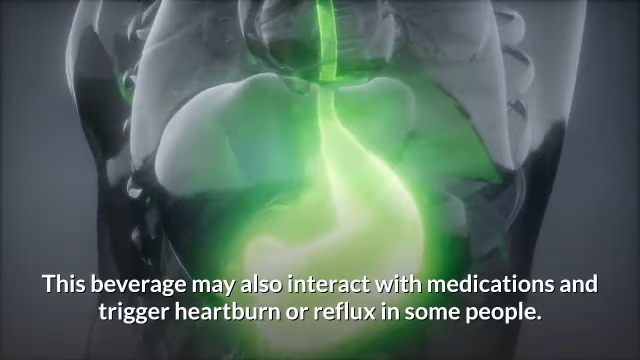 This beverage may also interact with medications and
trigger heartburn or reflux in some people.